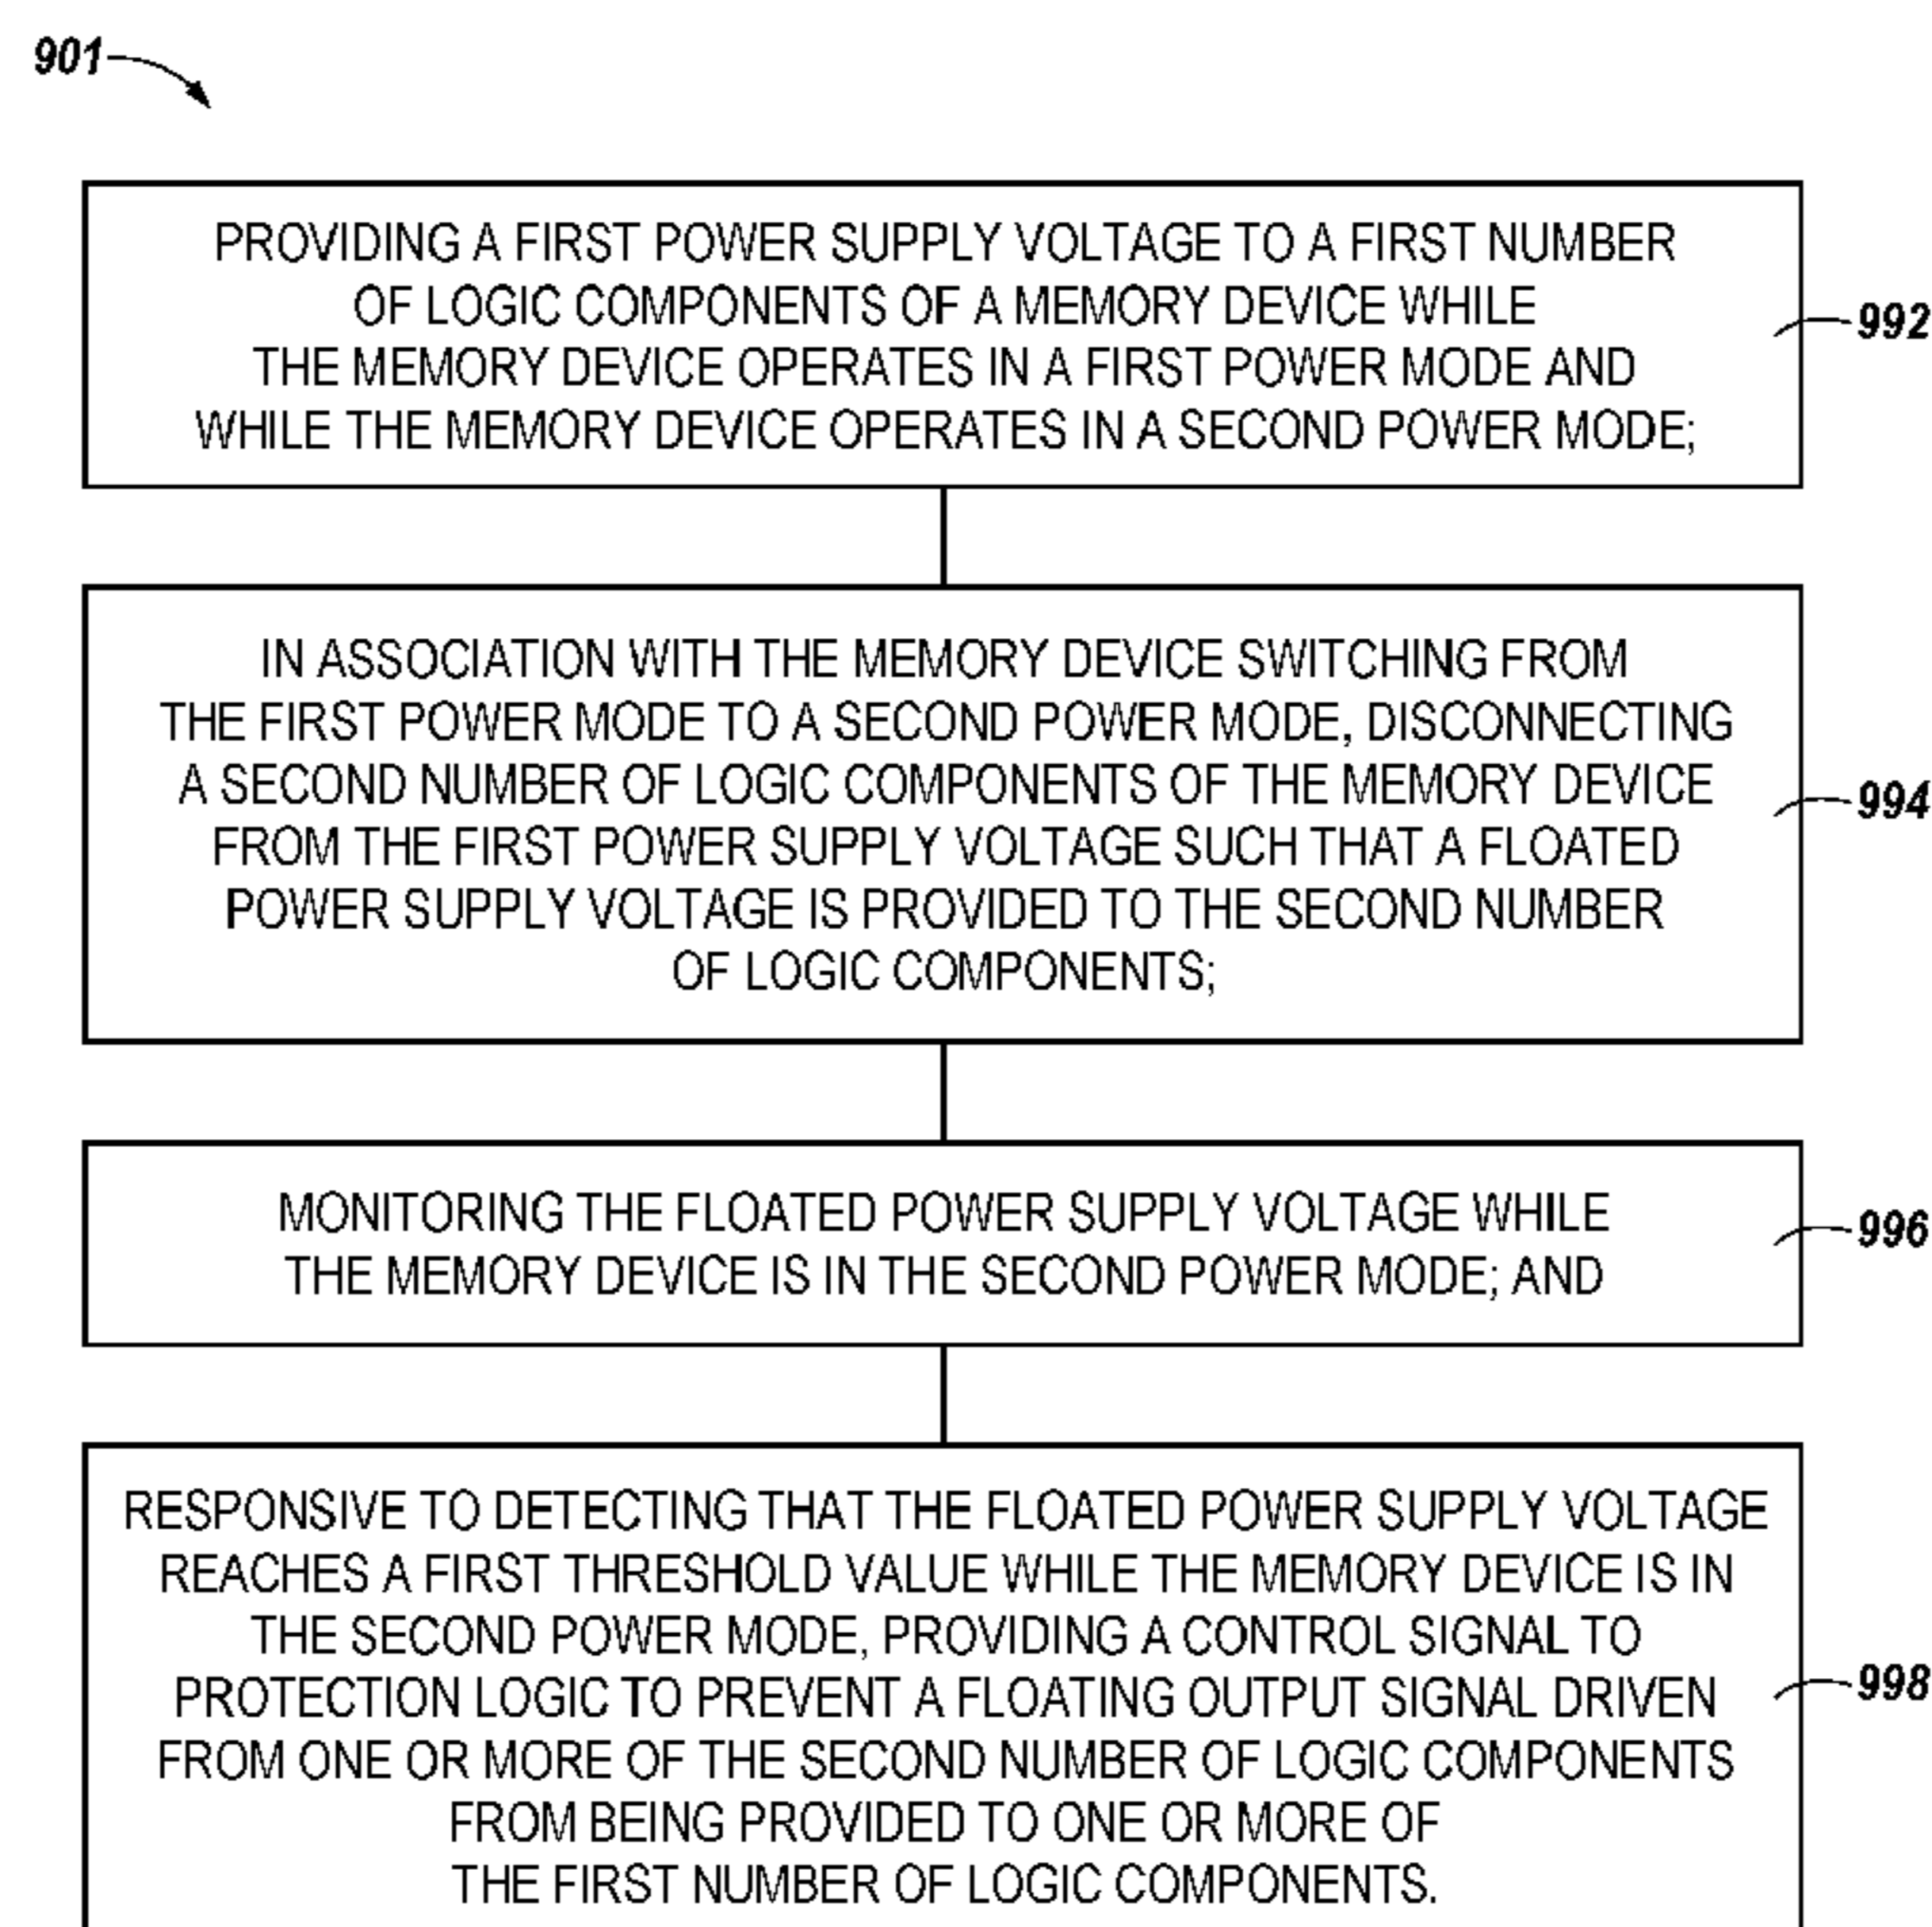 901
PROVIDING A FIRST POWER SUPPLY VOLTAGE TO A FIRST NUMBER
OF LOGIC COMPONENTS OF A MEMORY DEVICE WHILE
THE MEMORY DEVICE OPERATES IN A FIRST POWER MODE AND
WHILE THE MEMORY DEVICE OPERATES IN A SECOND POWER MODE;
992
IN ASSOCIATION WITH THE MEMORY DEVICE SWITCHING FROM
THE FIRST POWER MODE TO A SECOND POWER MODE, DISCONNECTING
A SECOND NUMBER OF LOGIC COMPONENTS OF THE MEMORY DEVICE
FROM THE FIRST POWER SUPPLY VOLTAGE SUCH THAT A FLOATED
POWER SUPPLY VOLTAGE IS PROVIDED TO THE SECOND NUMBER
OF LOGIC COMPONENTS;
994
MONITORING THE FLOATED POWER SUPPLY VOLTAGE WHILE
THE MEMORY DEVICE IS IN THE SECOND POWER MODE; AND
996
RESPONSIVE TO DETECTING THAT THE FLOATED POWER SUPPLY VOLTAGE
REACHES A FIRST THRESHOLD VALUE WHILE THE MEMORY DEVICE IS IN
THE SECOND POWER MODE, PROVIDING A CONTROL SIGNAL TO
PROTECTION LOGIC TO PREVENT A FLOATING OUTPUT SIGNAL DRIVEN
FROM ONE OR MORE OF THE SECOND NUMBER OF LOGIC COMPONENTS
FROM BEING PROVIDED TO ONE OR MORE OF
THE FIRST NUMBER OF LOGIC COMPONENTS.
998